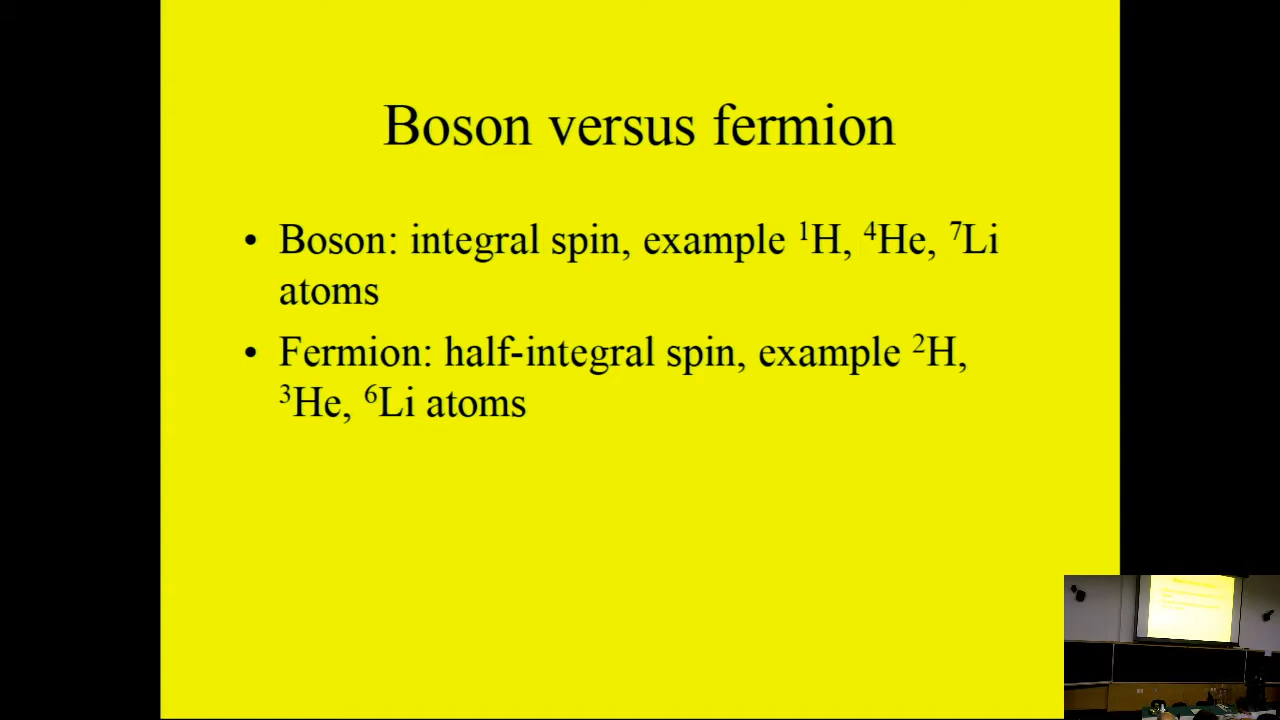 Boson versus fermion
• Boson: integral spin, example ¹H, ⁴He, ⁷Li
atoms
• Fermion: half-integral spin, example ²H,
³He, ⁶Li atoms